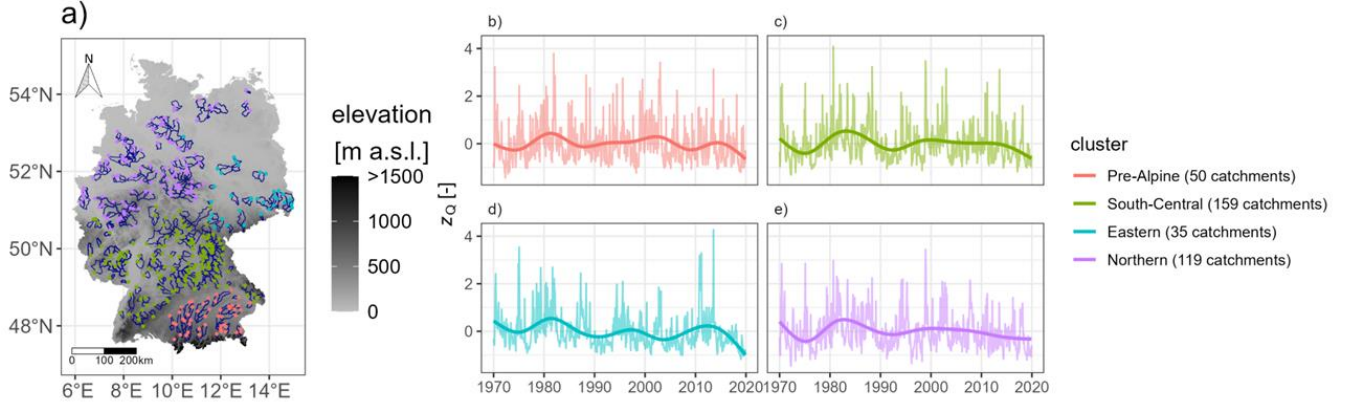 a)
N
54°N
52°N
50°N
48°N
0 100 200km
6°E 8°E 10°E 12°E 14°E
elevation
[m a.s.l.]
>1500
1000
500
0
b)
c)
4
2
0
zQ [-]
d)
e)
4
2
0
1970 1980 1990 2000 2010 2020
1970 1980 1990 2000 2010 2020
cluster
Pre-Alpine (50 catchments)
South-Central (159 catchments)
Eastern (35 catchments)
Northern (119 catchments)